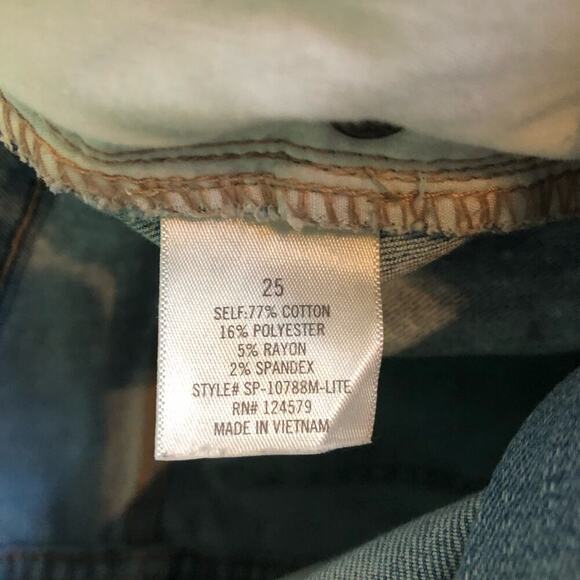 25
SELF:77% COTTON
16% POLYESTER
5% RAYON
2% SPANDEX
STYLE# SP-10788M-LITE
RN# 124579
MADE IN VIETNAM